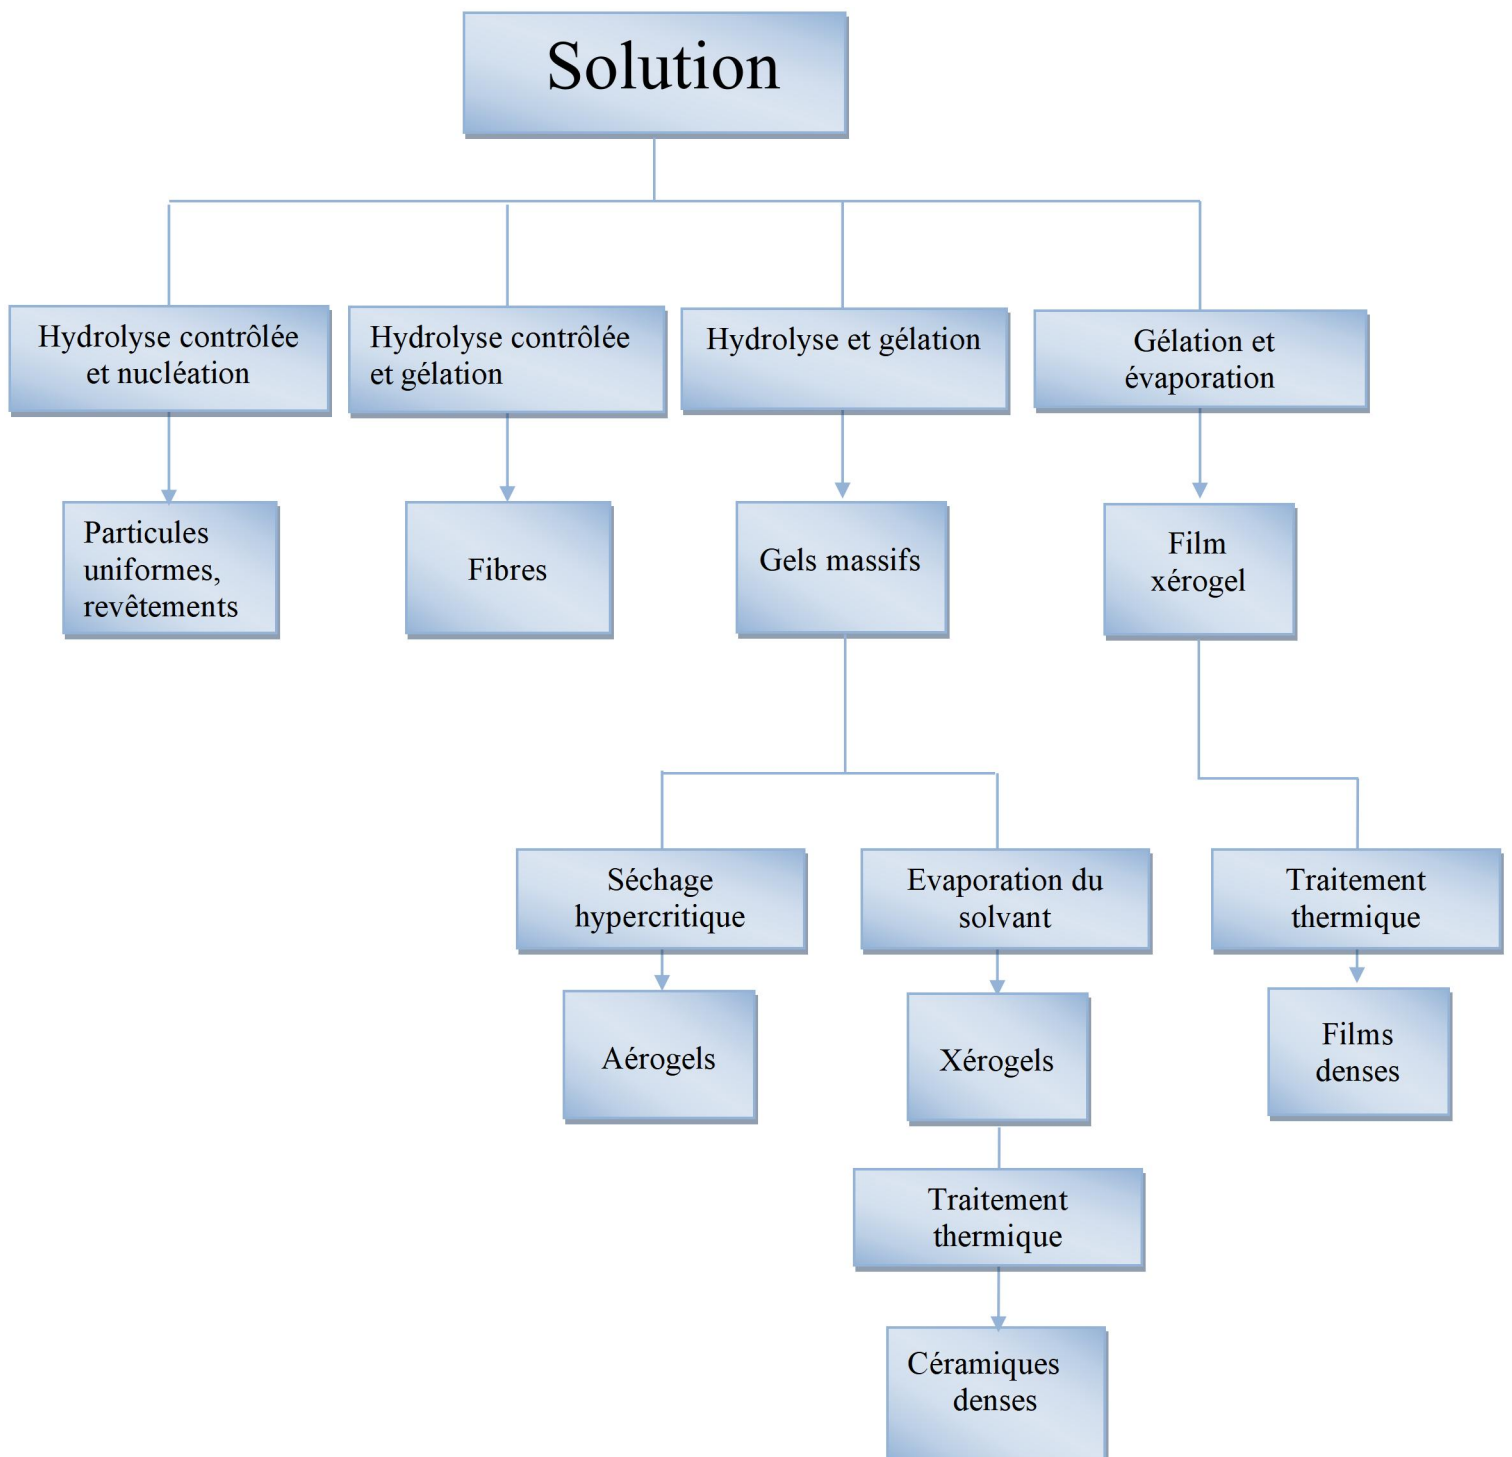 Solution
Hydrolyse contrôlée
et nucléation
Hydrolyse contrôlée
et gélation
Hydrolyse et gélation
Gélation et
évaporation
Particules
uniformes,
revêtements
Fibres
Gels massifs
Film
xérogel
Séchage
hypercritique
Evaporation du
solvant
Traitement
thermique
Aérogels
Xérogels
Films
denses
Traitement
thermique
Céramiques
denses